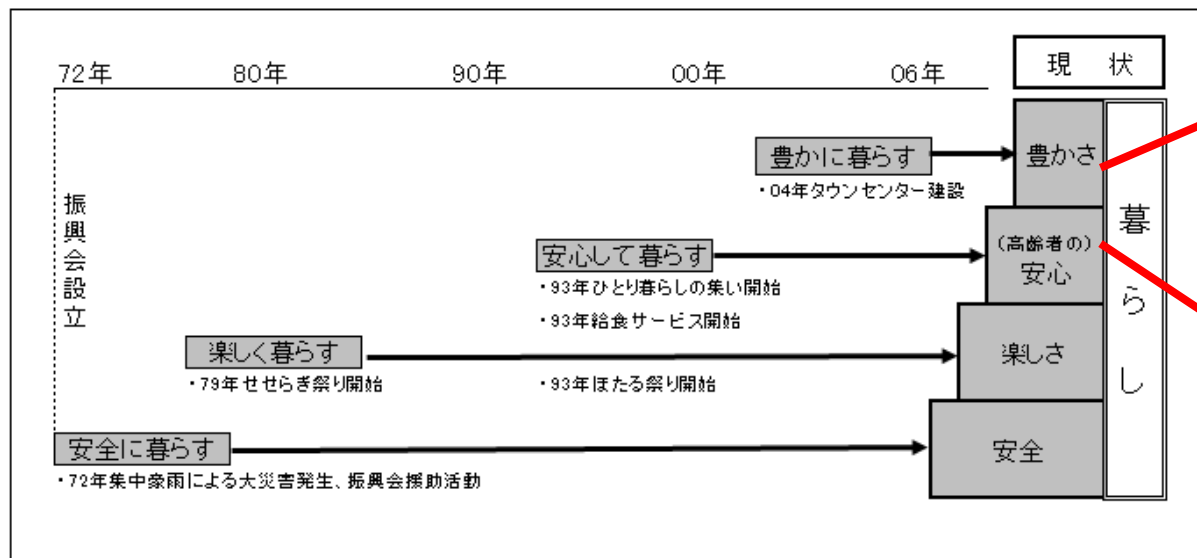 現 状
72年 80年 90年 00年 06年
豊かに暮らす
豊かさ
・04年タウンセンター建設
振興会設立
暮らし
安心して暮らす
(高齢者の)
安心
・93年ひとり暮らしの集い開始
・93年給食サービス開始
楽しく暮らす
楽しさ
・79年せせらぎ祭り開始
・93年ほたる祭り開始
安全に暮らす
安全
・72年集中豪雨による大災害発生、振興会援助活動